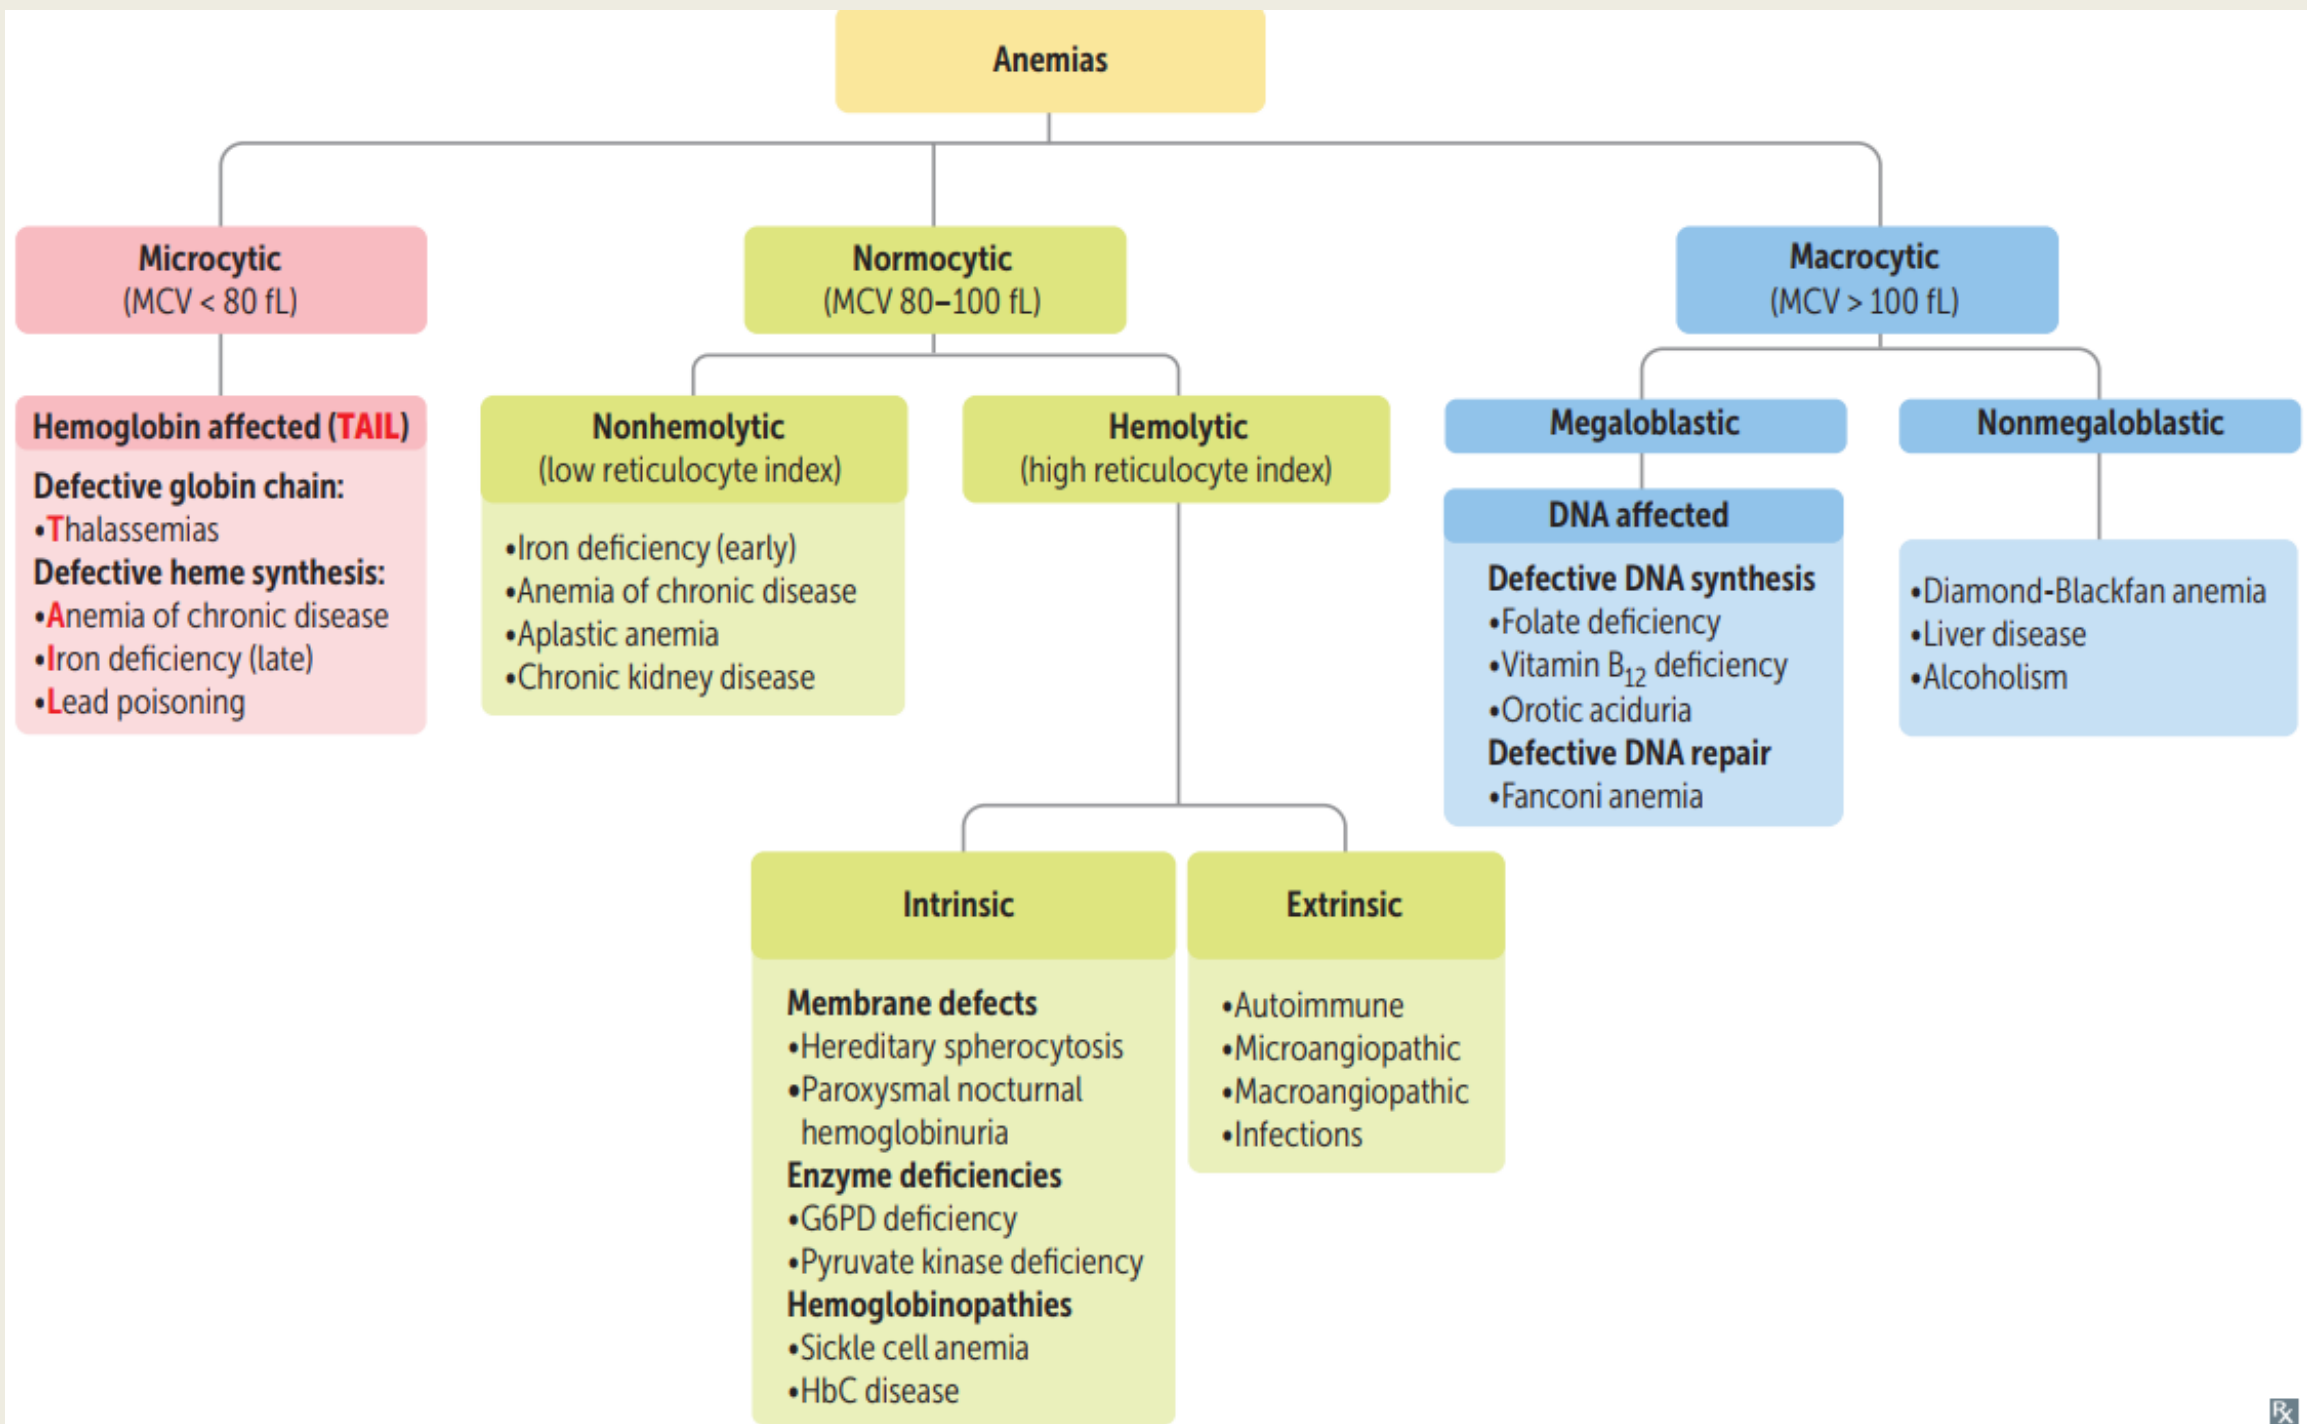 Anemias
Microcytic
(MCV < 80 fL)
Normocytic
(MCV 80–100 fL)
Macrocytic
(MCV > 100 fL)
Hemoglobin affected (TAIL)
Defective globin chain:
•Thalassemias
Defective heme synthesis:
•Anemia of chronic disease
•Iron deficiency (late)
•Lead poisoning
Nonhemolytic
(low reticulocyte index)
•Iron deficiency (early)
•Anemia of chronic disease
•Aplastic anemia
•Chronic kidney disease
Hemolytic
(high reticulocyte index)
Intrinsic
Membrane defects
•Hereditary spherocytosis
•Paroxysmal nocturnal
hemoglobinuria
Enzyme deficiencies
•G6PD deficiency
•Pyruvate kinase deficiency
Hemoglobinopathies
•Sickle cell anemia
•HbC disease
Extrinsic
•Autoimmune
•Microangiopathic
•Macroangiopathic
•Infections
Megaloblastic
DNA affected
Defective DNA synthesis
•Folate deficiency
•Vitamin B₁₂ deficiency
•Orotic aciduria
Defective DNA repair
•Fanconi anemia
Nonmegaloblastic
•Diamond-Blackfan anemia
•Liver disease
•Alcoholism
℞